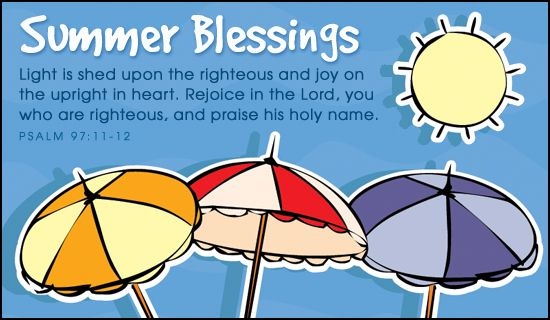 Summer Blessings
Light is shed upon the righteous and joy on
the upright in heart. Rejoice in the Lord, you
who are righteous, and praise his holy name.
PSALM 97:11-12